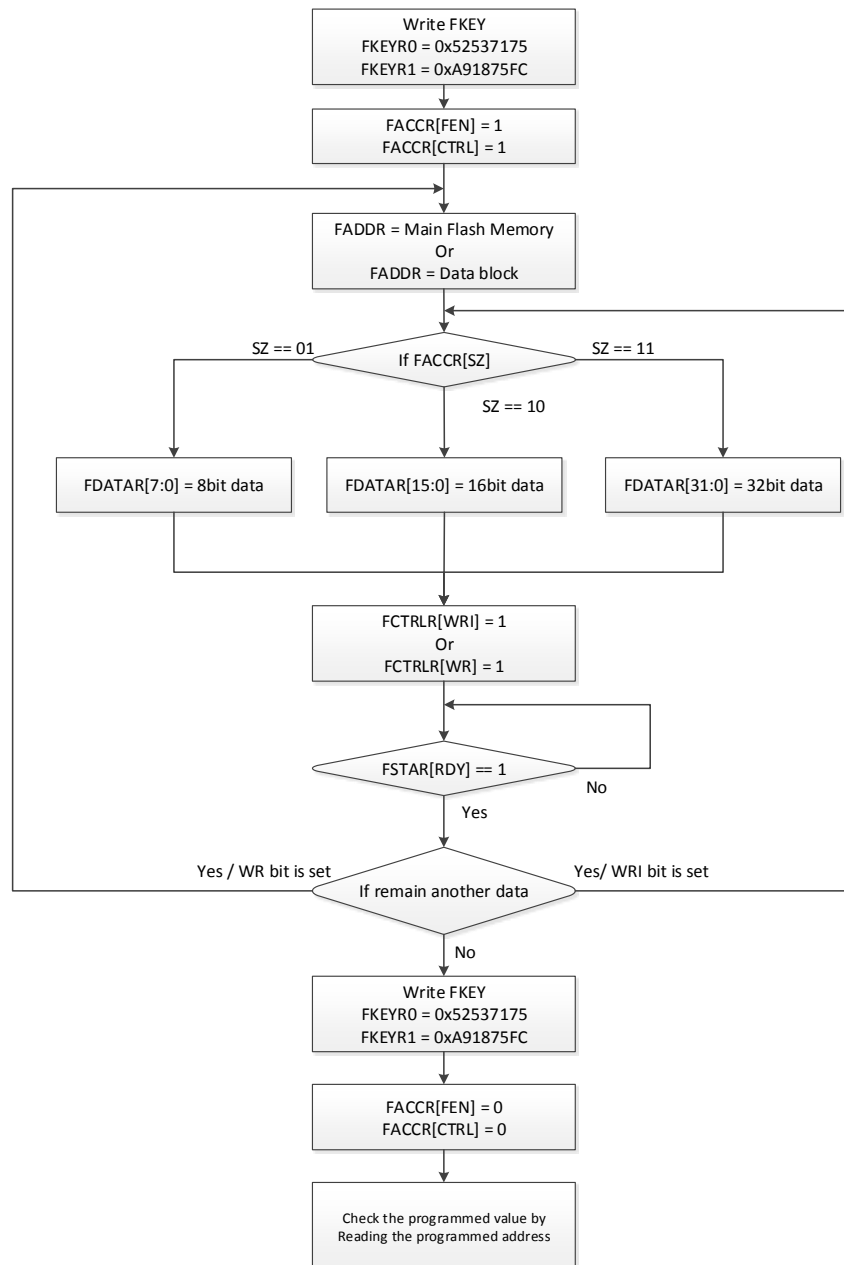 Write FKEY
FKEYR0 = 0x52537175
FKEYR1 = 0xA91875FC
FACCR[FEN] = 1
FACCR[CTRL] = 1
FADDR = Main Flash Memory
Or
FADDR = Data block
SZ == 01
If FACCR[SZ]
SZ == 11
SZ == 10
FDATAR[7:0] = 8bit data
FDATAR[15:0] = 16bit data
FDATAR[31:0] = 32bit data
FCTRLR[WRI] = 1
Or
FCTRLR[WR] = 1
FSTAR[RDY] == 1
No
Yes
Yes / WR bit is set
If remain another data
Yes/ WRI bit is set
No
Write FKEY
FKEYR0 = 0x52537175
FKEYR1 = 0xA91875FC
FACCR[FEN] = 0
FACCR[CTRL] = 0
Check the programmed value by
Reading the programmed address